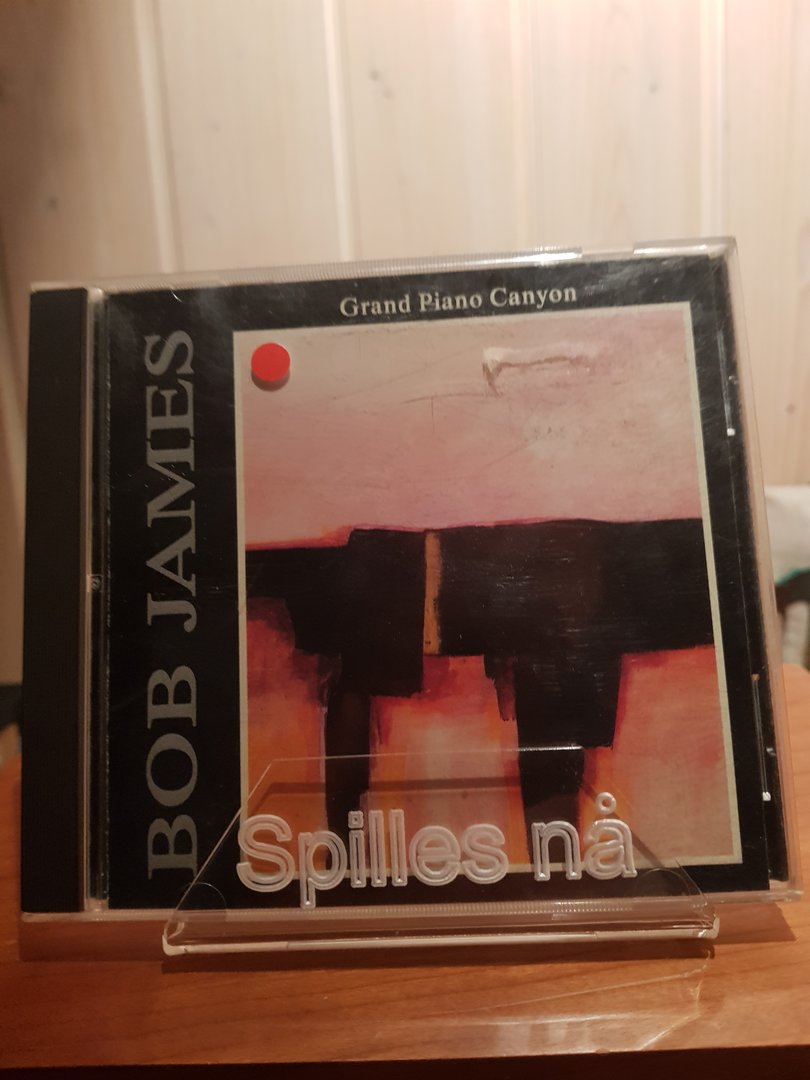 Grand Piano Canyon
BOB JAMES
Spilles nå